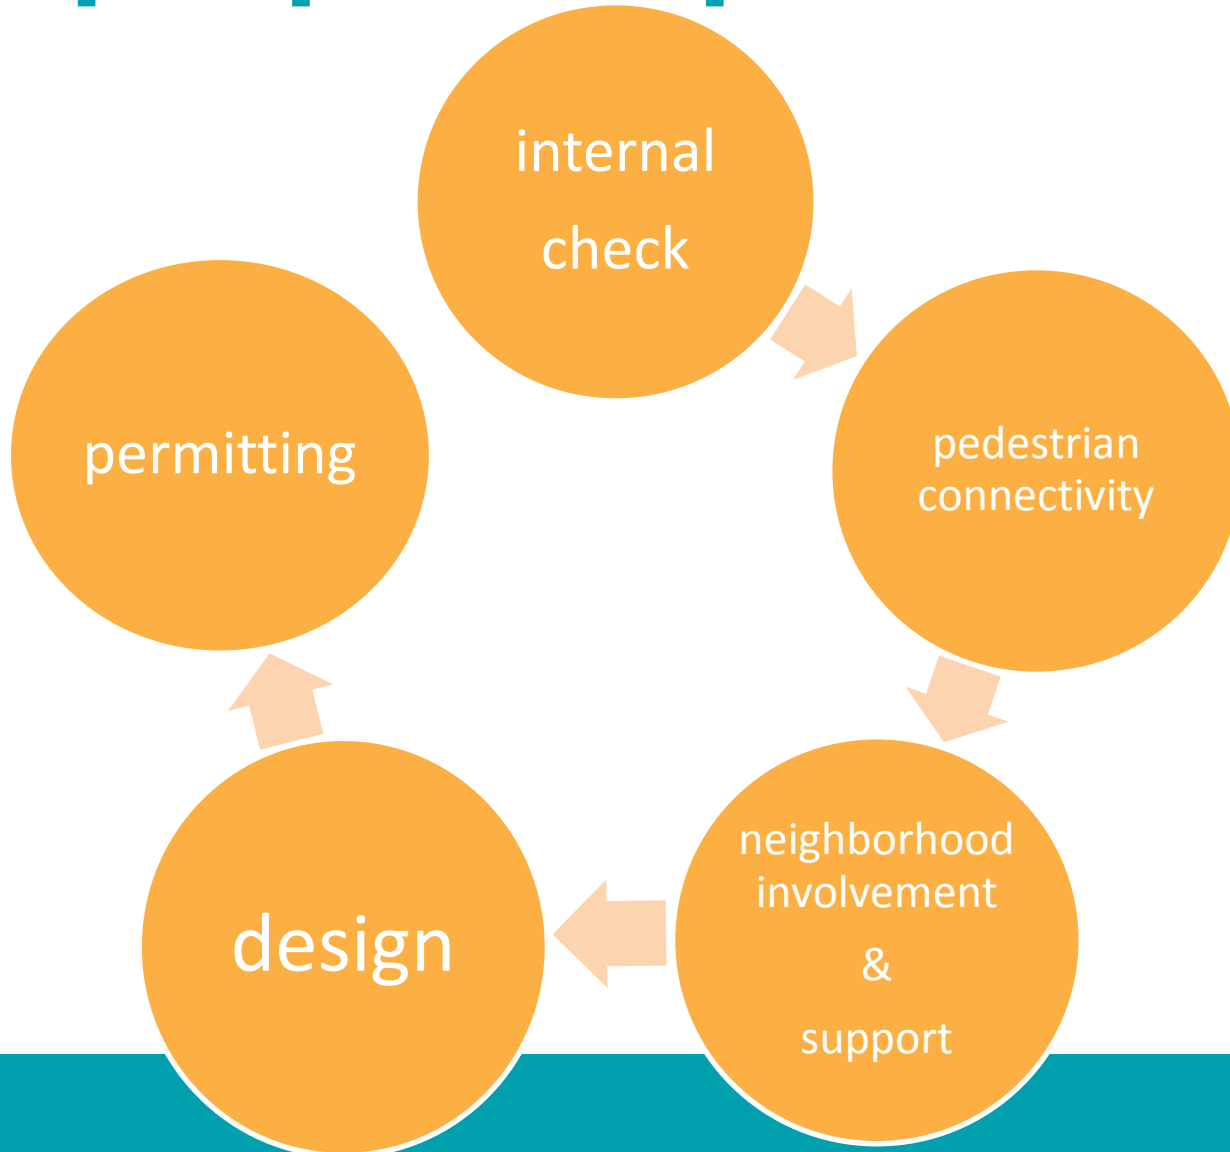 internal
check
pedestrian
connectivity
neighborhood
involvement
&
support
design
permitting